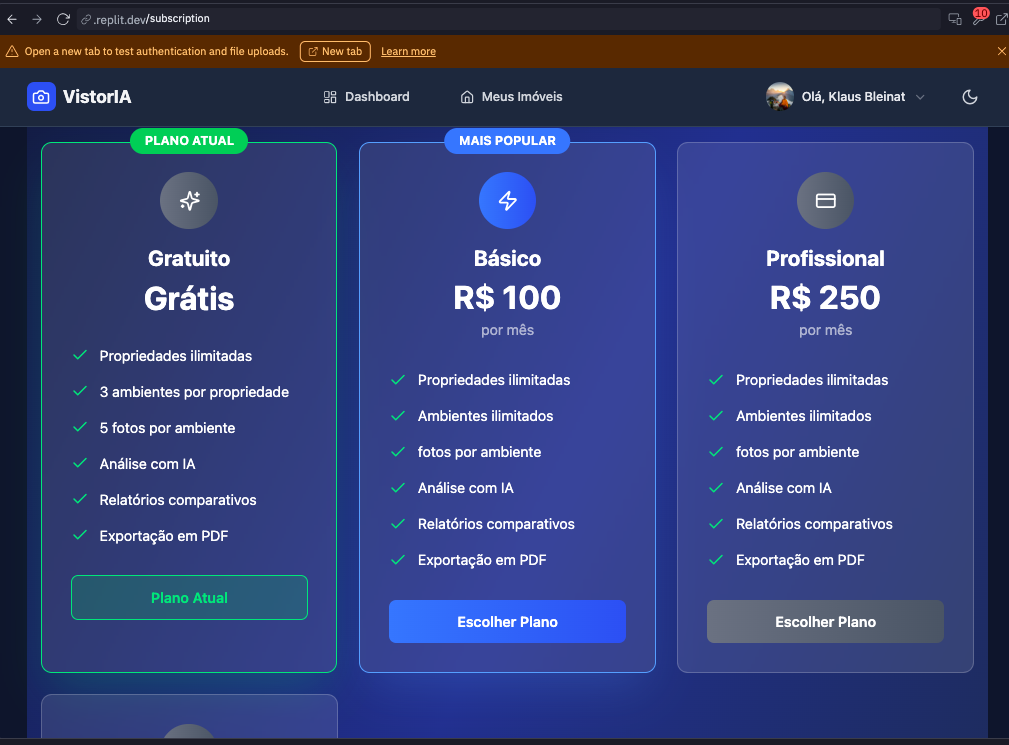 .replit.dev/subscription
10
Open a new tab to test authentication and file uploads. New tab Learn more
VistorIA Dashboard Meus Imóveis Olá, Klaus Bleinat
PLANO ATUAL
Gratuito
Grátis
Propriedades ilimitadas
3 ambientes por propriedade
5 fotos por ambiente
Análise com IA
Relatórios comparativos
Exportação em PDF
Plano Atual
MAIS POPULAR
Básico
R$ 100
por mês
Propriedades ilimitadas
Ambientes ilimitados
fotos por ambiente
Análise com IA
Relatórios comparativos
Exportação em PDF
Escolher Plano
Profissional
R$ 250
por mês
Propriedades ilimitadas
Ambientes ilimitados
fotos por ambiente
Análise com IA
Relatórios comparativos
Exportação em PDF
Escolher Plano